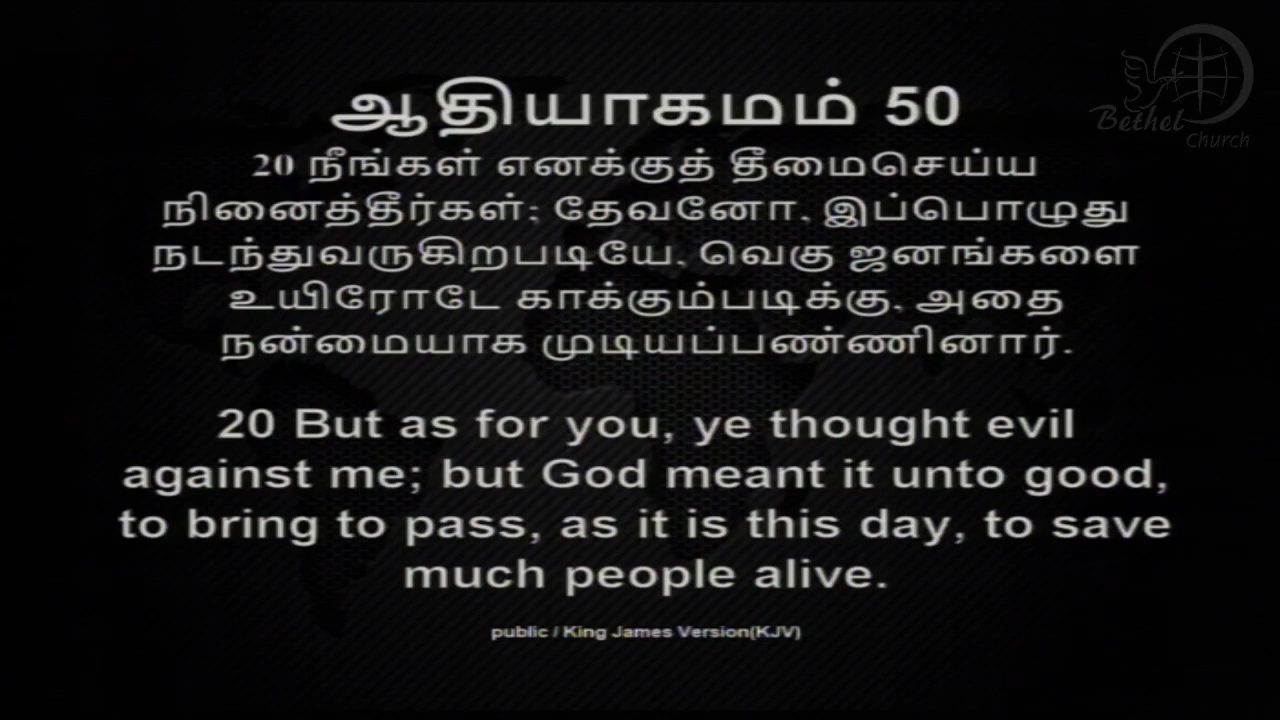 ஆதியாகமம் 50
20 நீங்கள் எனக்குத் தீமைசெய்ய
நினைத்தீர்கள்; தேவனோ, இப்பொழுது
நடந்துவருகிறபடியே, வெகு ஜனங்களை
உயிரோடே காக்கும்படிக்கு, அதை
நன்மையாக முடியப்பண்ணினார்.
20 But as for you, ye thought evil
against me; but God meant it unto good,
to bring to pass, as it is this day, to save
much people alive.
public / King James Version(KJV)
Bethel
Church